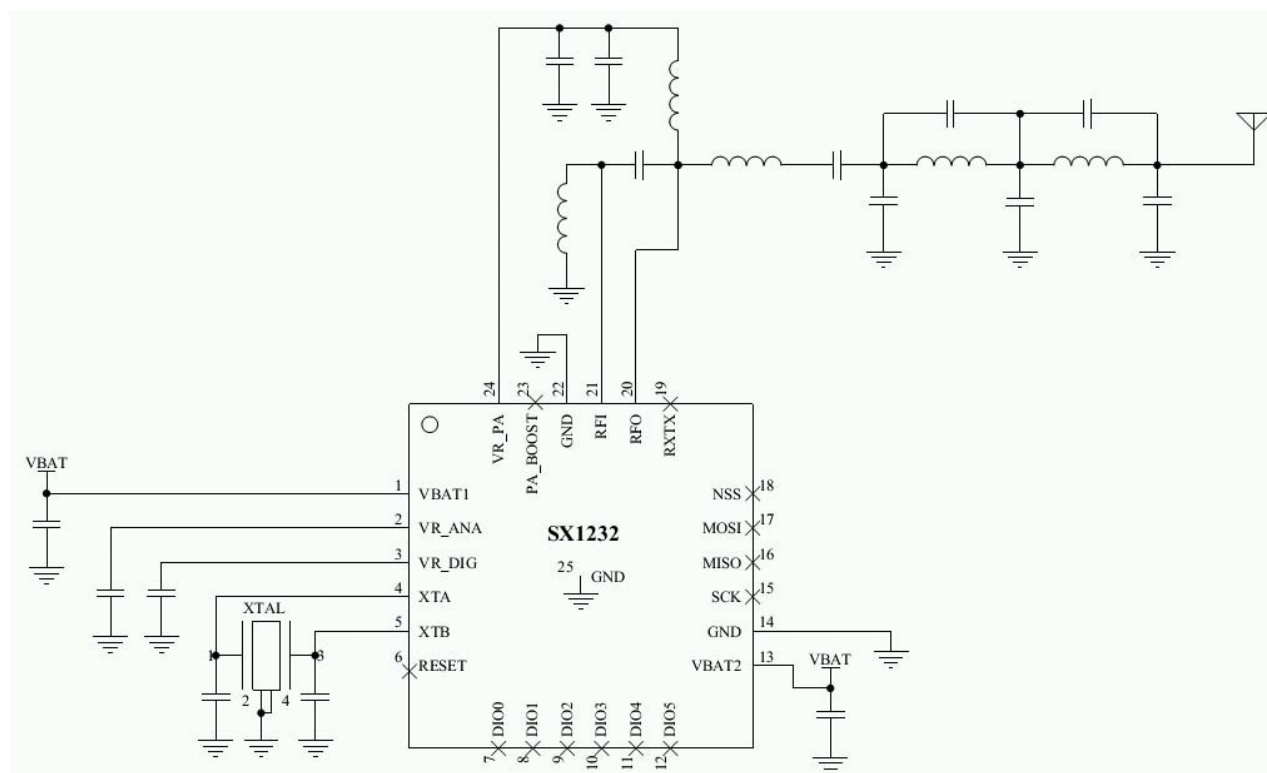 24
23
22
21
20
19
VR_PA
PA_BOOST
GND
RFI
RFO
RXTX
VBAT
1 VBAT1
2 VR_ANA
3 VR_DIG
4 XTA
5 XTB
6 RESET
XTAL
1 3
2 4
SX1232
25 GND
NSS 18
MOSI 17
MISO 16
SCK 15
GND 14
VBAT2 13
VBAT
DIO0
DIO1
DIO2
DIO3
DIO4
DIO5
7
8
9
10
11
12